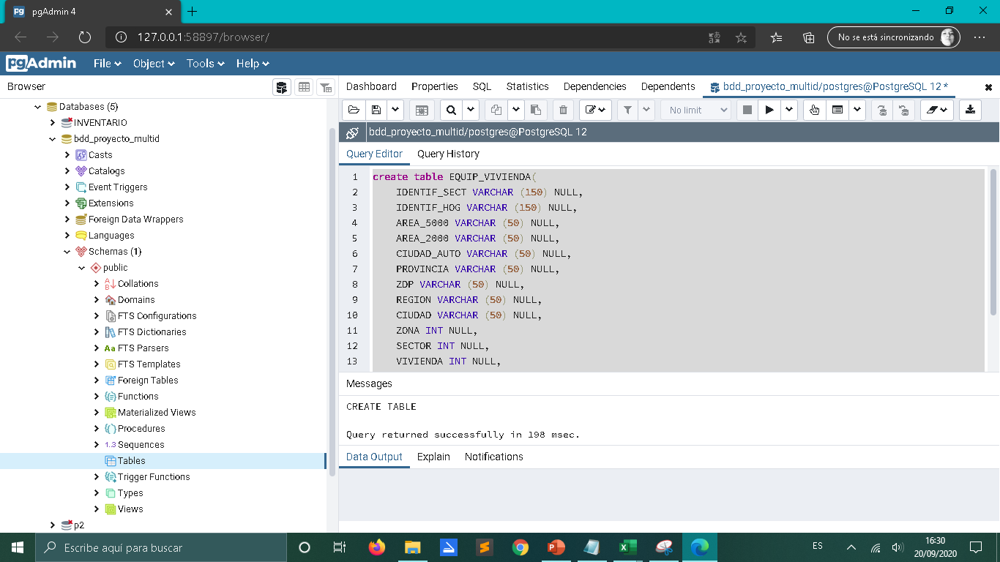 pgAdmin 4
127.0.0.1:58897/browser/
No se está sincronizando
pgAdmin File Object Tools Help
Browser
Dashboard Properties SQL Statistics Dependencies Dependents bdd_proyecto_multid/postgres@PostgreSQL 12 *
No limit
bdd_proyecto_multid/postgres@PostgreSQL 12
Query Editor Query History
Databases (5)
INVENTARIO
bdd_proyecto_multid
Casts
Catalogs
Event Triggers
Extensions
Foreign Data Wrappers
Languages
Schemas (1)
public
Collations
Domains
FTS Configurations
FTS Dictionaries
Aa FTS Parsers
FTS Templates
Foreign Tables
Functions
Materialized Views
Procedures
1..3 Sequences
Tables
Trigger Functions
Types
Views
p2
1 create table EQUIP_VIVIENDA(
2 IDENTIF_SECT VARCHAR (150) NULL,
3 IDENTIF_HOG VARCHAR (150) NULL,
4 AREA_5000 VARCHAR (50) NULL,
5 AREA_2000 VARCHAR (50) NULL,
6 CIUDAD_AUTO VARCHAR (50) NULL,
7 PROVINCIA VARCHAR (50) NULL,
8 ZDP VARCHAR (50) NULL,
9 REGION VARCHAR (50) NULL,
10 CIUDAD VARCHAR (50) NULL,
11 ZONA INT NULL,
12 SECTOR INT NULL,
13 VIVIENDA INT NULL,
Messages
CREATE TABLE
Query returned successfully in 198 msec.
Data Output Explain Notifications
Escribe aquí para buscar
ES
16:30
20/09/2020